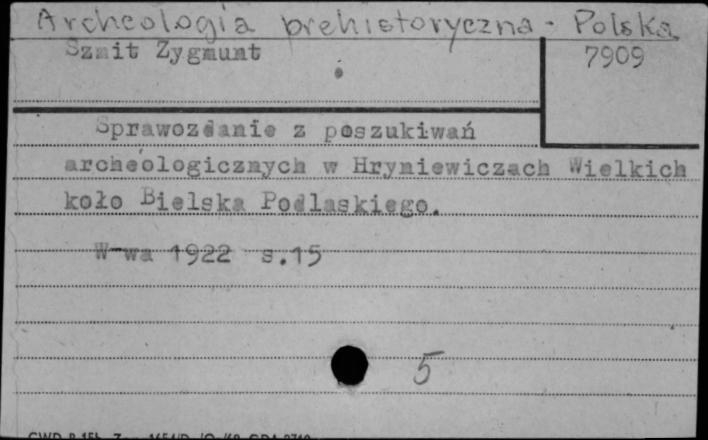 Archeologia prehistoryczna - Polska
Szmit Zygmunt 7909
Sprawozdanie z poszukiwań
archeologicznych w Hryniewiczach Wielkich
koło Bielska Podlaskiego.
W-wa 1922 s.15
5